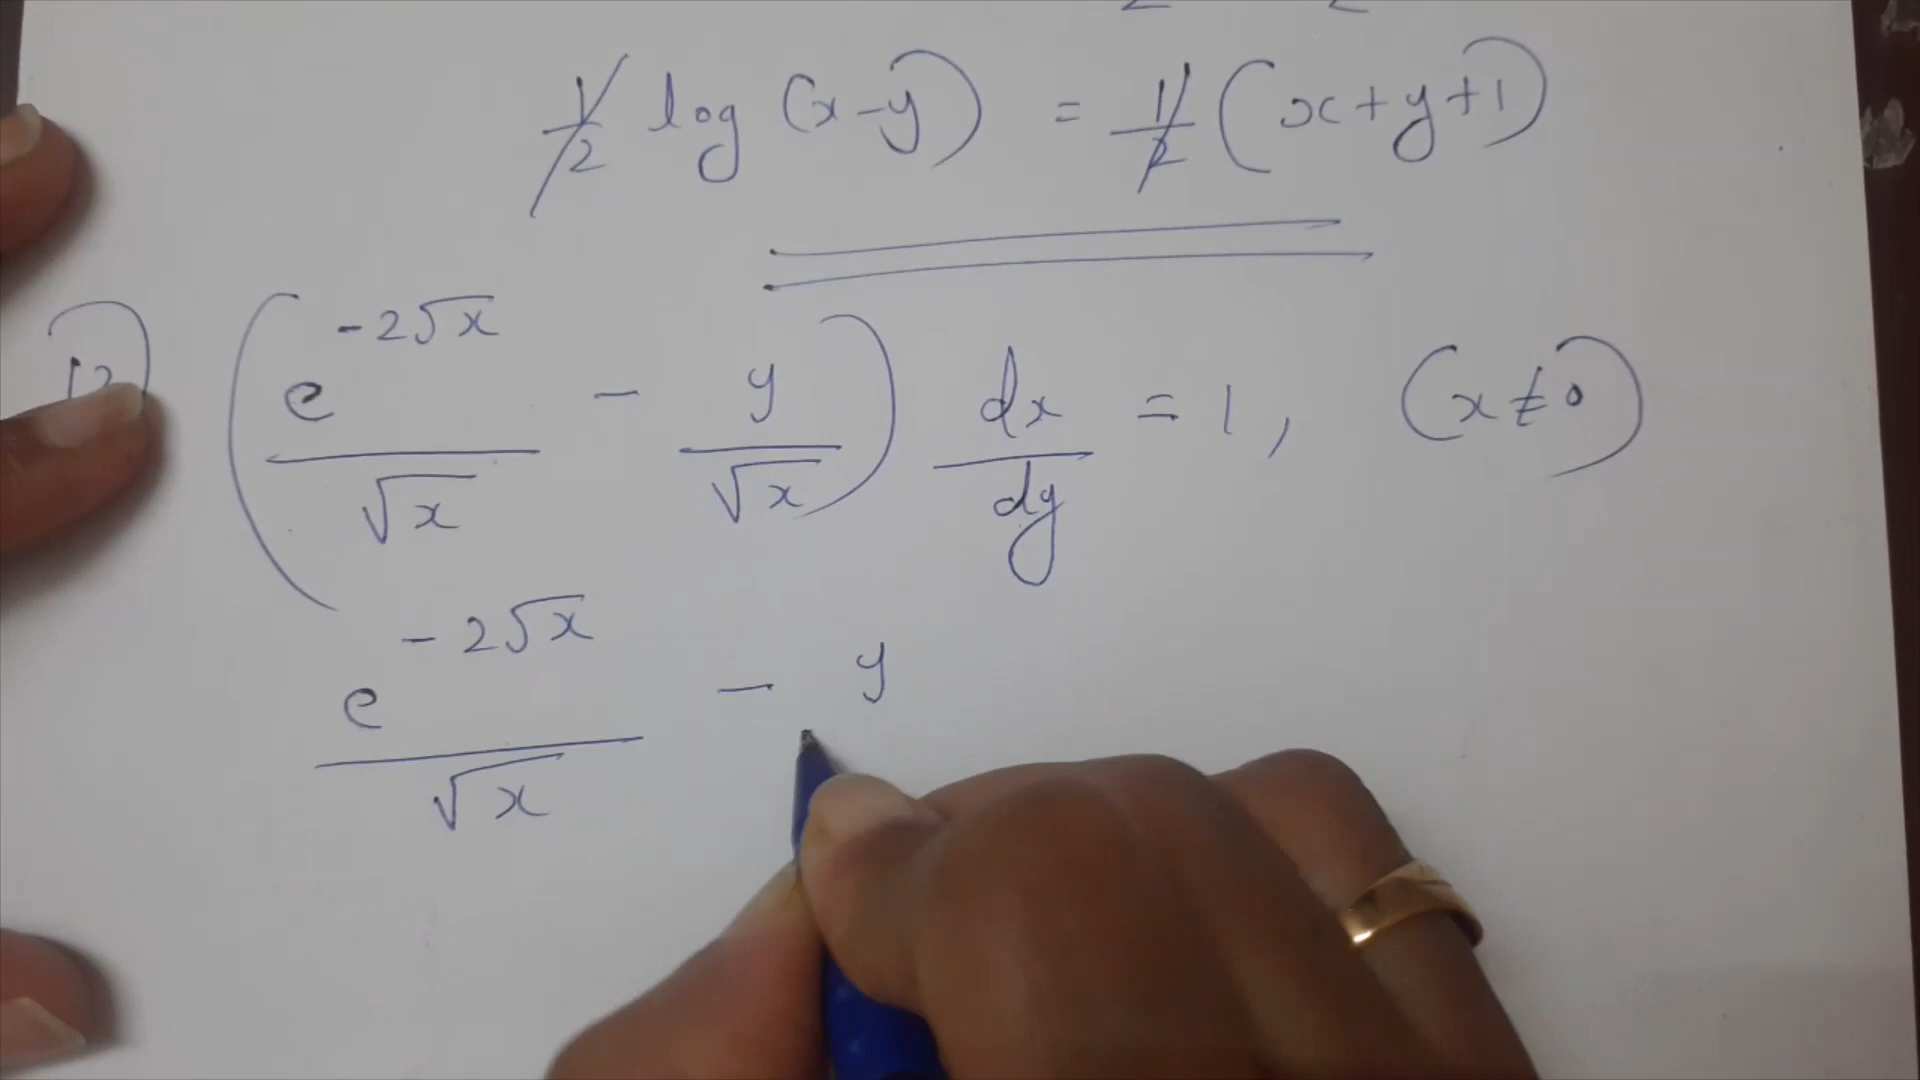 1/2 log (x-y) = 1/2 (x+y+1)
12) (e^{-2√x}/√x - y/√x) dx/dy = 1, (x≠0)
e^{-2√x}/√x - y